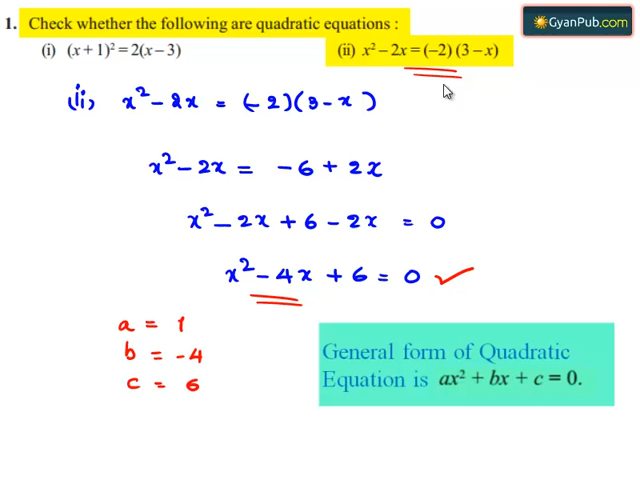 GyanPub.com
1. Check whether the following are quadratic equations :
(i) (x + 1)² = 2(x – 3) (ii) x² – 2x = (–2) (3 – x)
(ii) x² – 2x = (–2)(3 – x)
x² – 2x = – 6 + 2x
x² – 2x + 6 – 2x = 0
x² – 4x + 6 = 0 ✓
a = 1
b = –4
c = 6
General form of Quadratic
Equation is ax² + bx + c = 0.